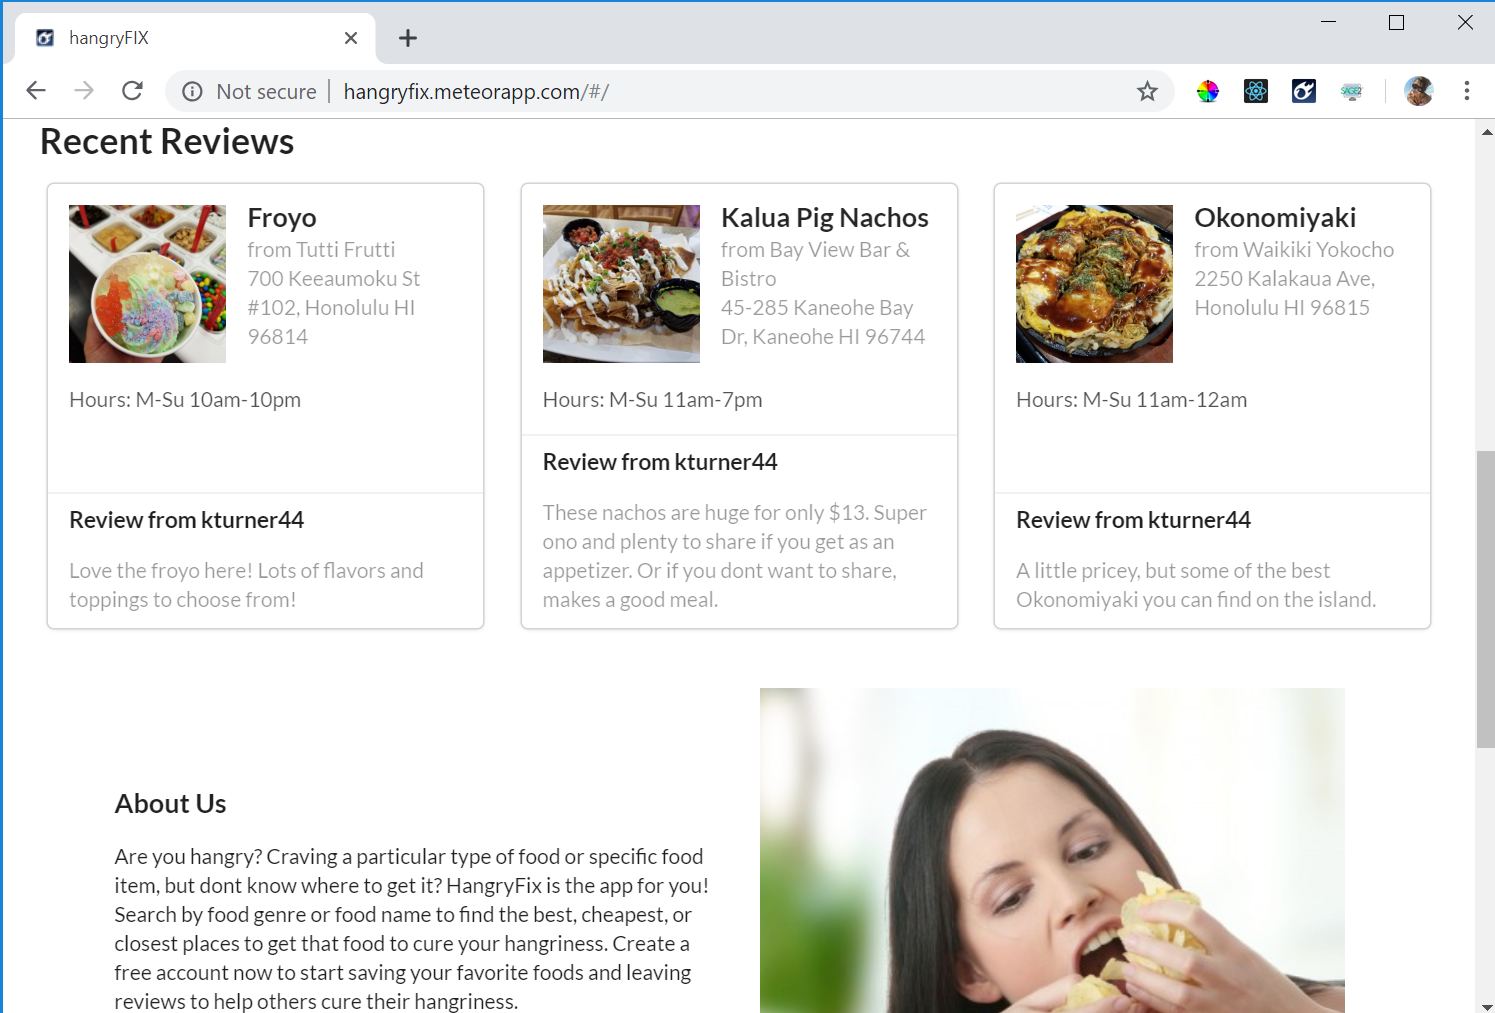 hangryFIX
Not secure
hangryfix.meteorapp.com/#/
SAGE2
Recent Reviews
Froyo
from Tutti Frutti
700 Keeaumoku St
#102, Honolulu HI
96814
Hours: M-Su 10am-10pm
Review from kturner44
Love the froyo here! Lots of flavors and
toppings to choose from!
Kalua Pig Nachos
from Bay View Bar &
Bistro
45-285 Kaneohe Bay
Dr, Kaneohe HI 96744
Hours: M-Su 11am-7pm
Review from kturner44
These nachos are huge for only $13. Super
ono and plenty to share if you get as an
appetizer. Or if you dont want to share,
makes a good meal.
Okonomiyaki
from Waikiki Yokocho
2250 Kalakaua Ave,
Honolulu HI 96815
Hours: M-Su 11am-12am
Review from kturner44
A little pricey, but some of the best
Okonomiyaki you can find on the island.
About Us
Are you hangry? Craving a particular type of food or specific food
item, but dont know where to get it? HangryFix is the app for you!
Search by food genre or food name to find the best, cheapest, or
closest places to get that food to cure your hangriness. Create a
free account now to start saving your favorite foods and leaving
reviews to help others cure their hangriness.